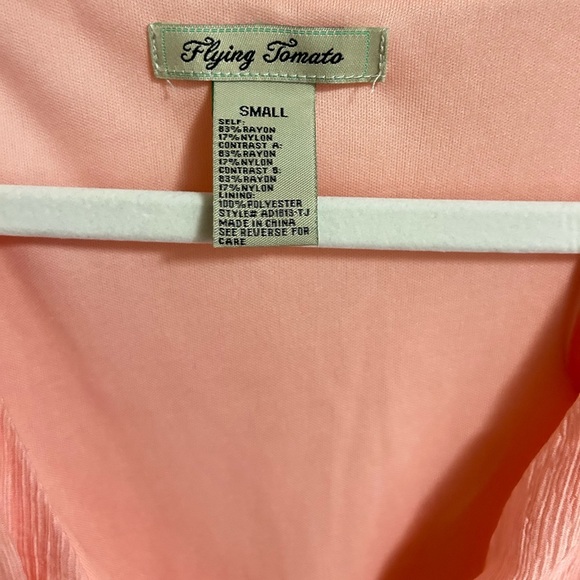 Flying Tomato
SMALL
SELF:
83%RAYON
17%NYLON
CONTRAST A:
83%RAYON
17%NYLON
CONTRAST B:
83%RAYON
17%NYLON
LINING:
100%POLYESTER
STYLE# AD1813-TJ
MADE IN CHINA
SEE REVERSE FOR
CARE